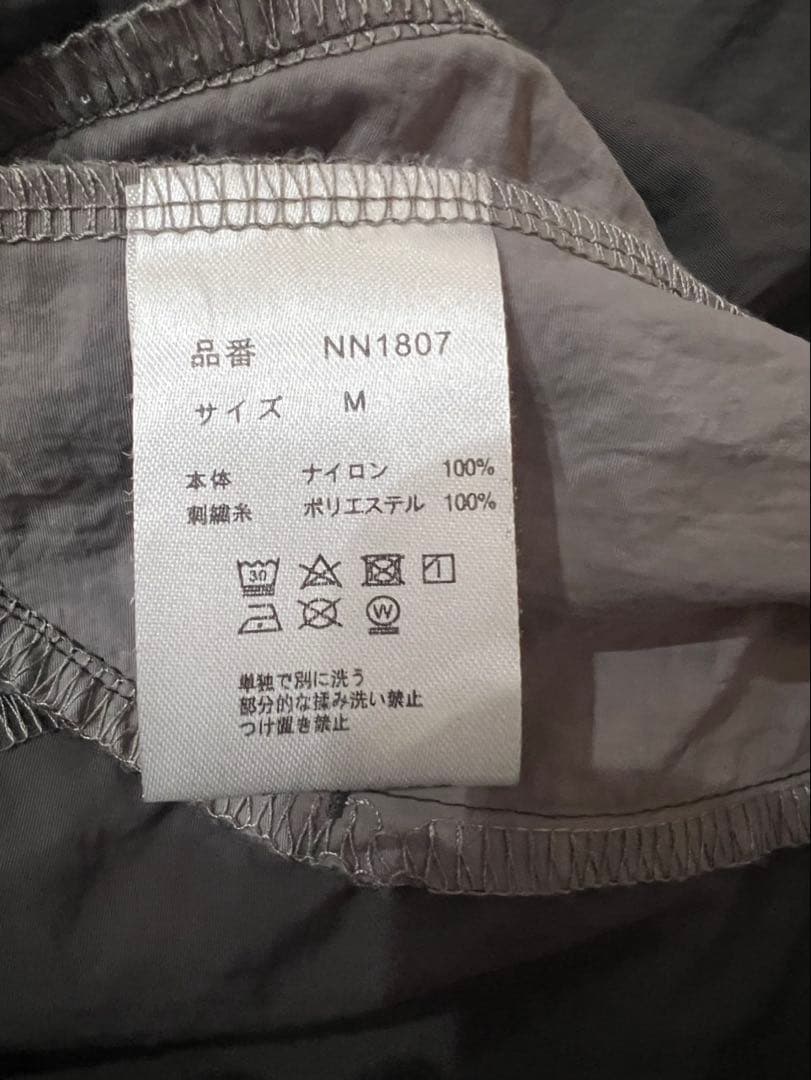 品番 NN1807
サイズ M
本体 ナイロン 100%
刺繍糸 ポリエステル 100%
30
W
単独で別に洗う
部分的な揉み洗い禁止
つけ置き禁止